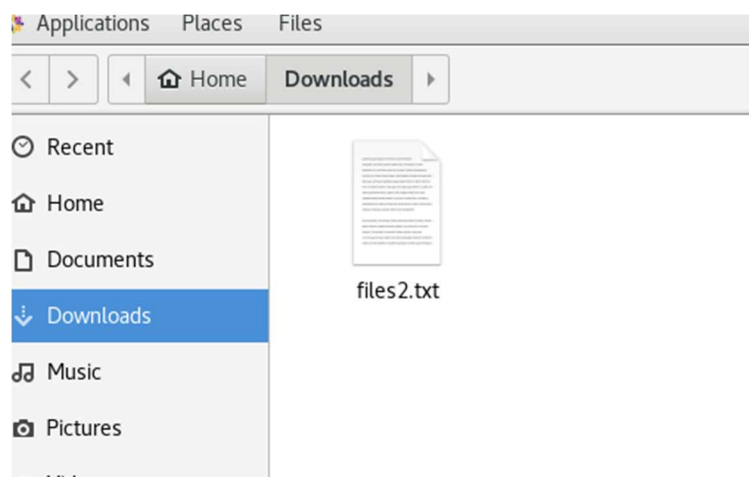 Applications Places Files
Home Downloads
Recent
Home
Documents
Downloads
Music
Pictures
files2.txt